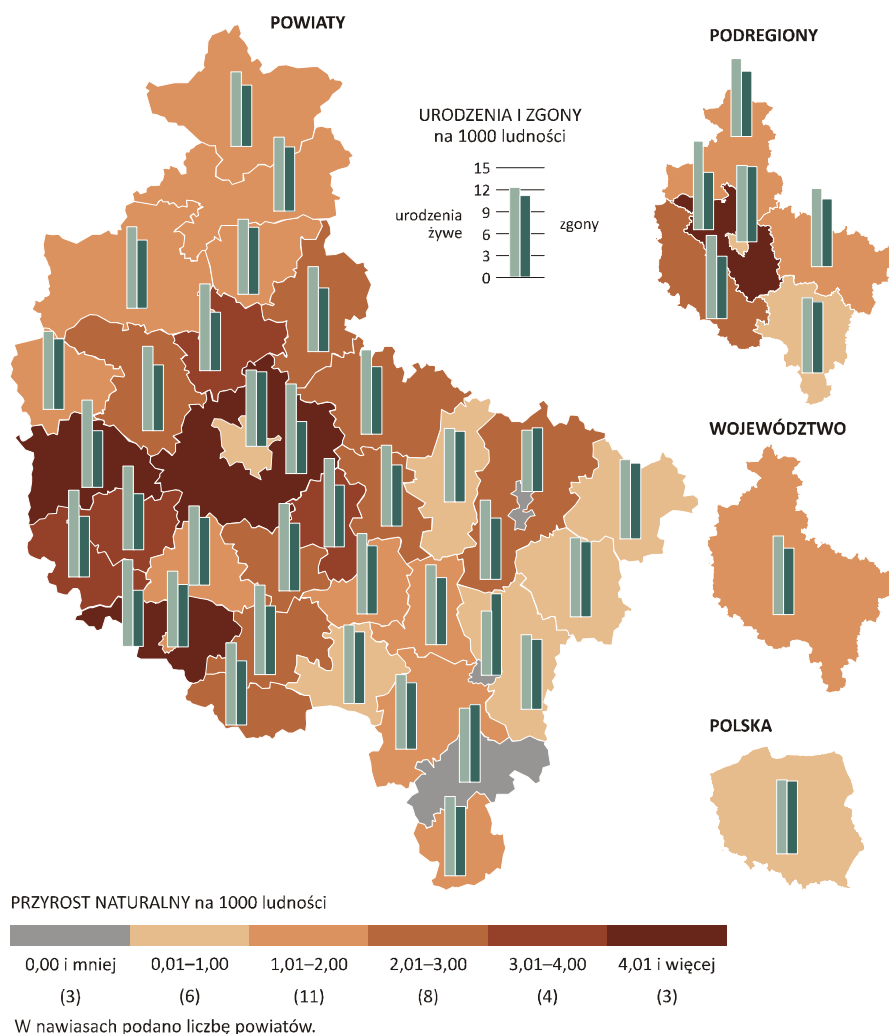 POWIATY
PODREGIONY
URODZENIA I ZGONY
na 1000 ludności
15
12
9
6
3
0
urodzenia
żywe
zgony
WOJEWÓDZTWO
POLSKA
PRZYROST NATURALNY na 1000 ludności
0,00 i mniej 0,01–1,00 1,01–2,00 2,01–3,00 3,01–4,00 4,01 i więcej
(3) (6) (11) (8) (4) (3)
W nawiasach podano liczbę powiatów.